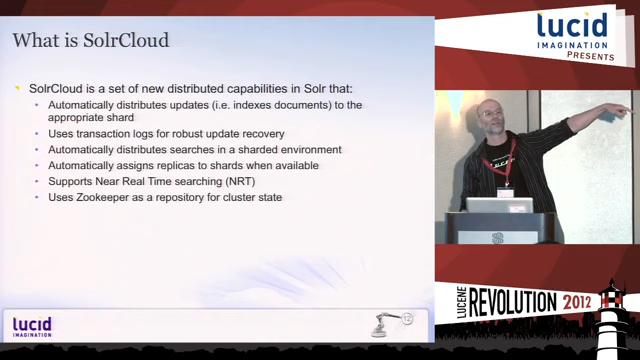 What is SolrCloud
SolrCloud is a set of new distributed capabilities in Solr that:
Automatically distributes updates (i.e. indexes documents) to the
appropriate shard
Uses transaction logs for robust update recovery
Automatically distributes searches in a sharded environment
Automatically assigns replicas to shards when available
Supports Near Real Time searching (NRT)
Uses Zookeeper as a repository for cluster state
lucid
IMAGINATION
12
lucid
IMAGINATION
PRESENTS
LUCENE
REVOLUTION 2012